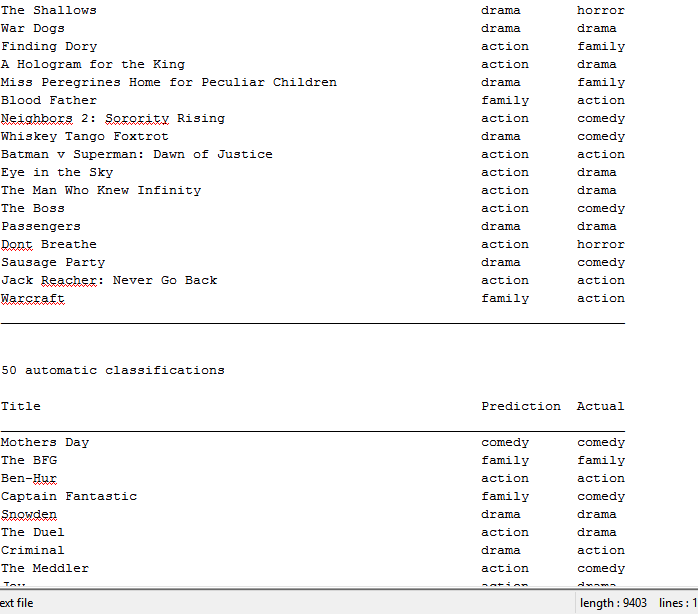 The Shallows drama horror
War Dogs drama drama
Finding Dory action family
A Hologram for the King action drama
Miss Peregrines Home for Peculiar Children drama family
Blood Father family action
Neighbors 2: Sorority Rising action comedy
Whiskey Tango Foxtrot drama comedy
Batman v Superman: Dawn of Justice action action
Eye in the Sky action drama
The Man Who Knew Infinity action drama
The Boss action comedy
Passengers drama drama
Dont Breathe action horror
Sausage Party drama comedy
Jack Reacher: Never Go Back action action
Warcraft family action
50 automatic classifications
Title Prediction Actual
Mothers Day comedy comedy
The BFG family family
Ben-Hur action action
Captain Fantastic family comedy
Snowden drama drama
The Duel action drama
Criminal drama action
The Meddler action comedy
Joy action drama
ext file length : 9403 lines : 1